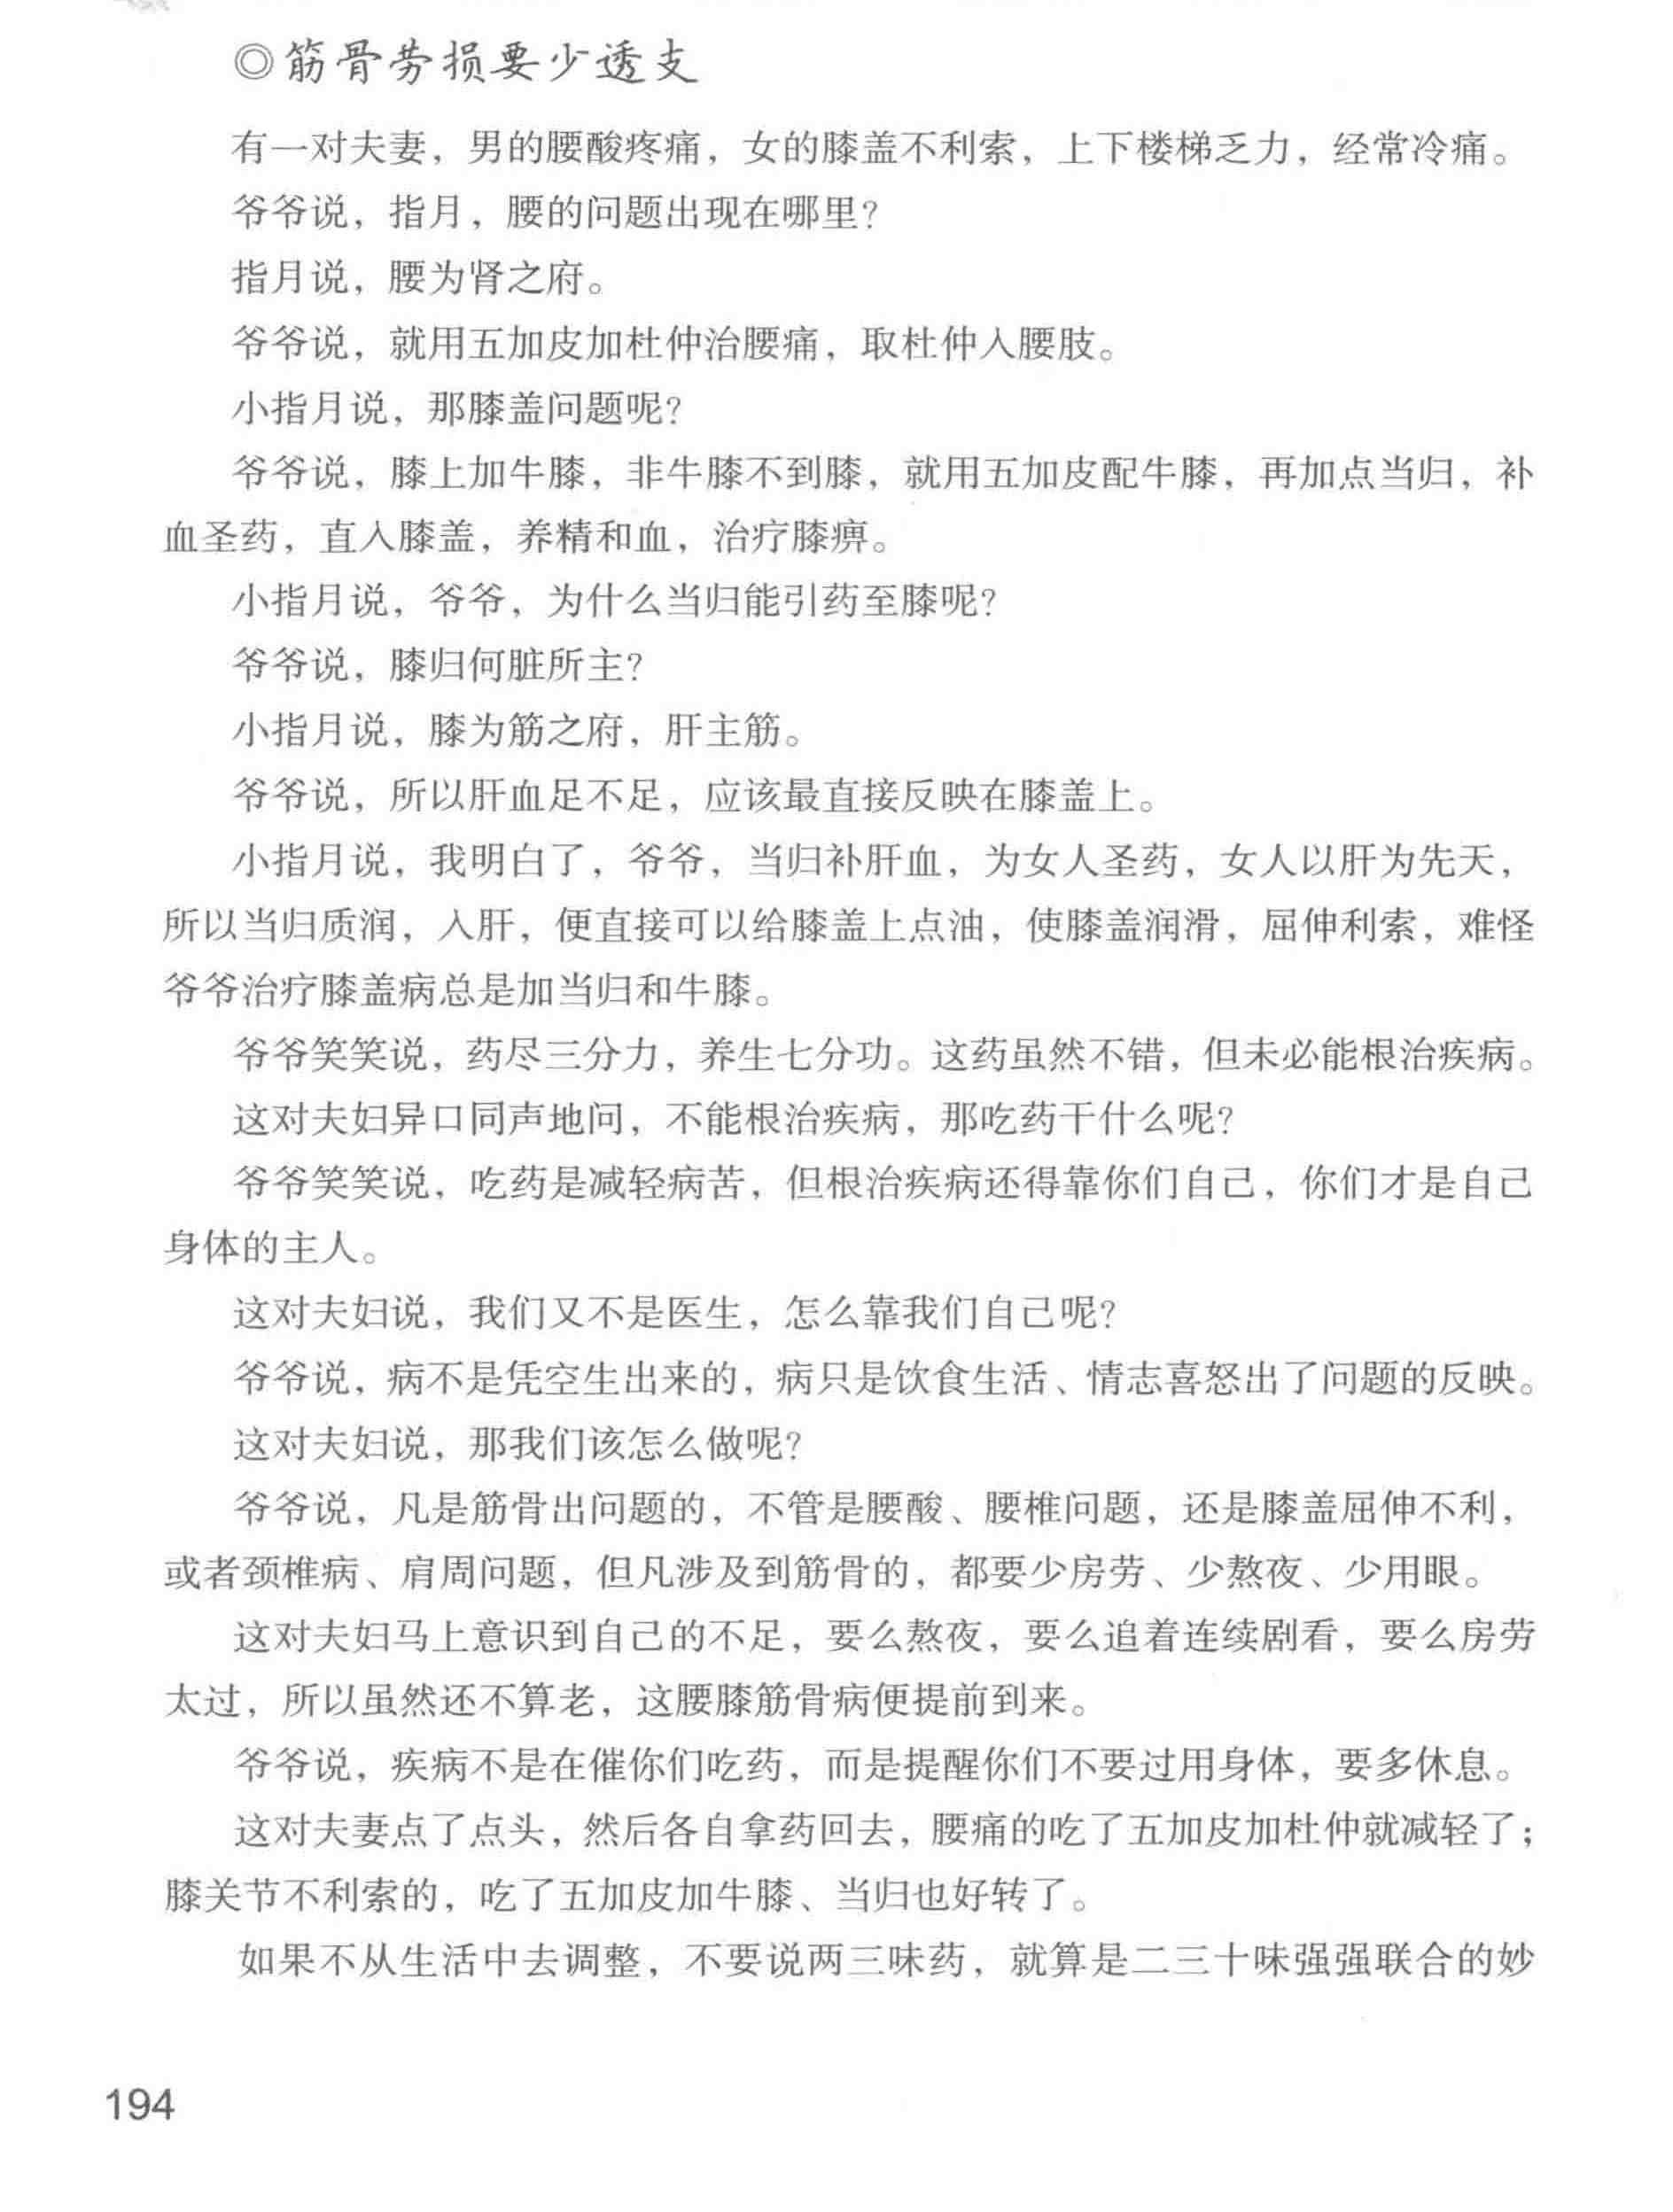 ◎筋骨劳损要少透支
有一对夫妻，男的腰酸疼痛，女的膝盖不利索，上下楼梯乏力，经常冷痛。
爷爷说，指月，腰的问题出现在哪里？
指月说，腰为肾之府。
爷爷说，就用五加皮加杜仲治腰痛，取杜仲入腰肢。
小指月说，那膝盖问题呢？
爷爷说，膝上加牛膝，非牛膝不到膝，就用五加皮配牛膝，再加点当归，补
血圣药，直入膝盖，养精和血，治疗膝痹。
小指月说，爷爷，为什么当归能引药至膝呢？
爷爷说，膝归何脏所主？
小指月说，膝为筋之府，肝主筋。
爷爷说，所以肝血足不足，应该最直接反映在膝盖上。
小指月说，我明白了，爷爷，当归补肝血，为女人圣药，女人以肝为先天，
所以当归质润，入肝，便直接可以给膝盖上点油，使膝盖润滑，屈伸利索，难怪
爷爷治疗膝盖病总是加当归和牛膝。
爷爷笑笑说，药尽三分力，养生七分功。这药虽然不错，但未必能根治疾病。
这对夫妇异口同声地问，不能根治疾病，那吃药干什么呢？
爷爷笑笑说，吃药是减轻病苦，但根治疾病还得靠你们自己，你们才是自己
身体的主人。
这对夫妇说，我们又不是医生，怎么靠我们自己呢？
爷爷说，病不是凭空生出来的，病只是饮食生活、情志喜怒出了问题的反映。
这对夫妇说，那我们该怎么做呢？
爷爷说，凡是筋骨出问题的，不管是腰酸、腰椎问题，还是膝盖屈伸不利，
或者颈椎病、肩周问题，但凡涉及到筋骨的，都要少房劳、少熬夜、少用眼。
这对夫妇马上意识到自己的不足，要么熬夜，要么追着连续剧看，要么房劳
太过，所以虽然还不算老，这腰膝筋骨病便提前到来。
爷爷说，疾病不是在催你们吃药，而是提醒你们不要过用身体，要多休息。
这对夫妻点了点头，然后各自拿药回去，腰痛的吃了五加皮加杜仲就减轻了；
膝关节不利索的，吃了五加皮加牛膝、当归也好转了。
如果不从生活中去调整，不要说两三味药，就算是二三十味强强联合的妙
194